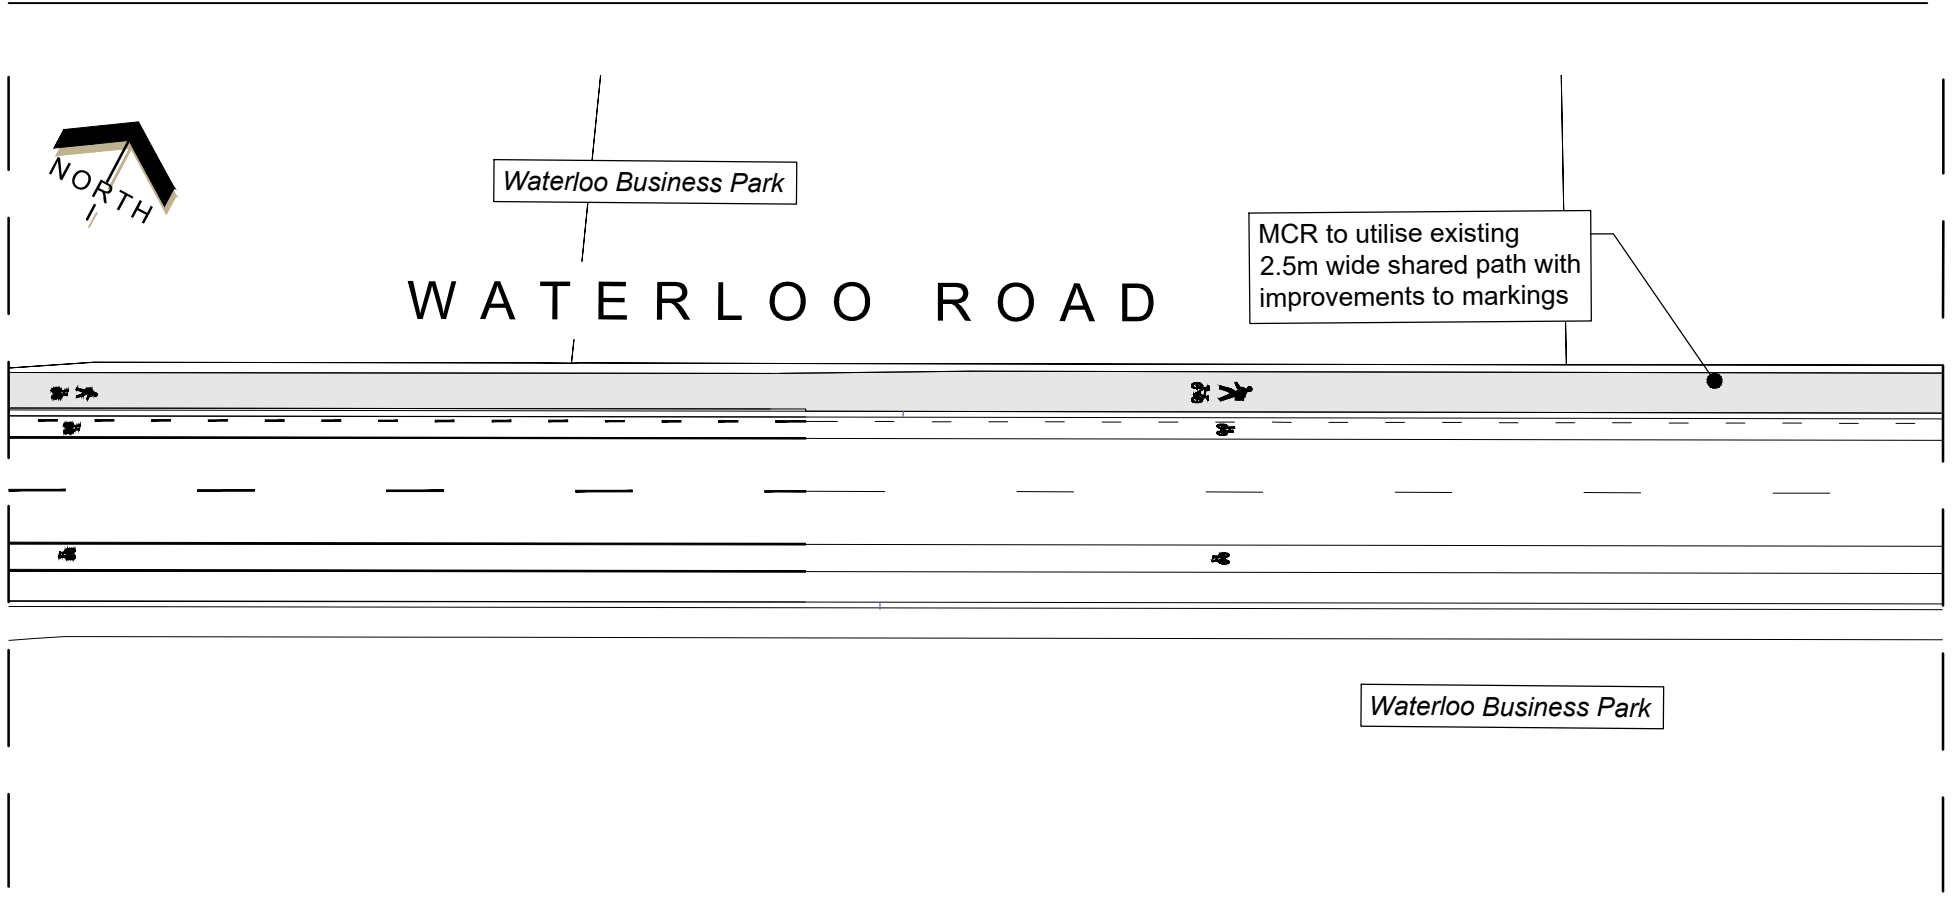 NORTH
Waterloo Business Park
MCR to utilise existing
2.5m wide shared path with
improvements to markings
WATERLOO ROAD
Waterloo Business Park